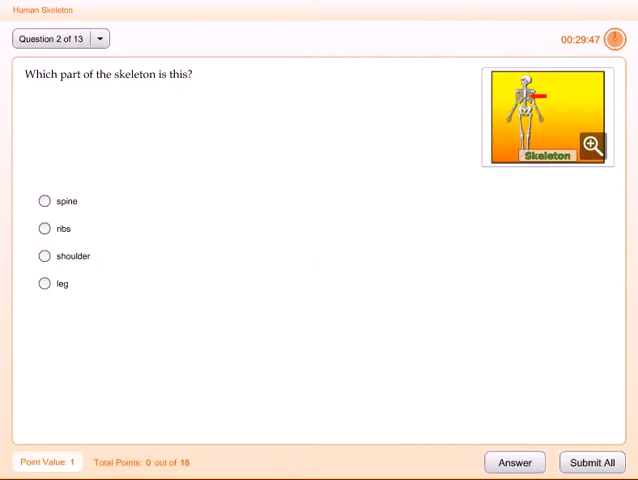 Human Skeleton
Question 2 of 13
00:29:47
Which part of the skeleton is this?
Skeleton
spine
ribs
shoulder
leg
Point Value: 1
Total Points: 0 out of 18
Answer
Submit All